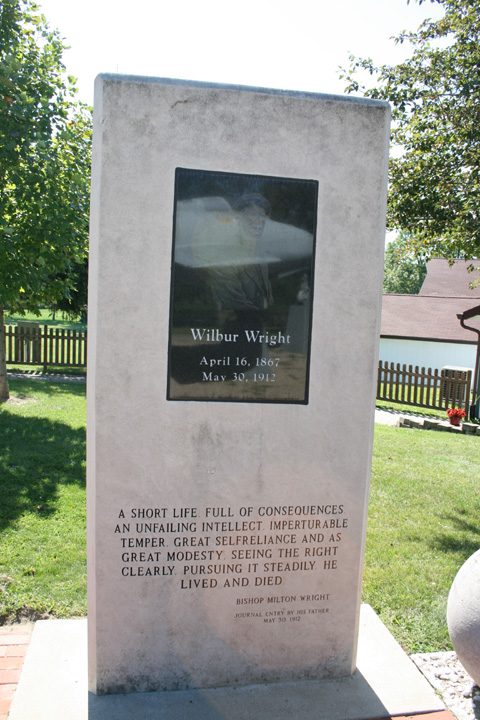 Wilbur Wright
April 16, 1867
May 30, 1912
A SHORT LIFE, FULL OF CONSEQUENCES.
AN UNFAILING INTELLECT, IMPERTURABLE
TEMPER, GREAT SELFRELIANCE AND AS
GREAT MODESTY, SEEING THE RIGHT
CLEARLY, PURSUING IT STEADILY, HE
LIVED AND DIED
BISHOP MILTON WRIGHT
JOURNAL ENTRY BY HIS FATHER,
MAY 30, 1912